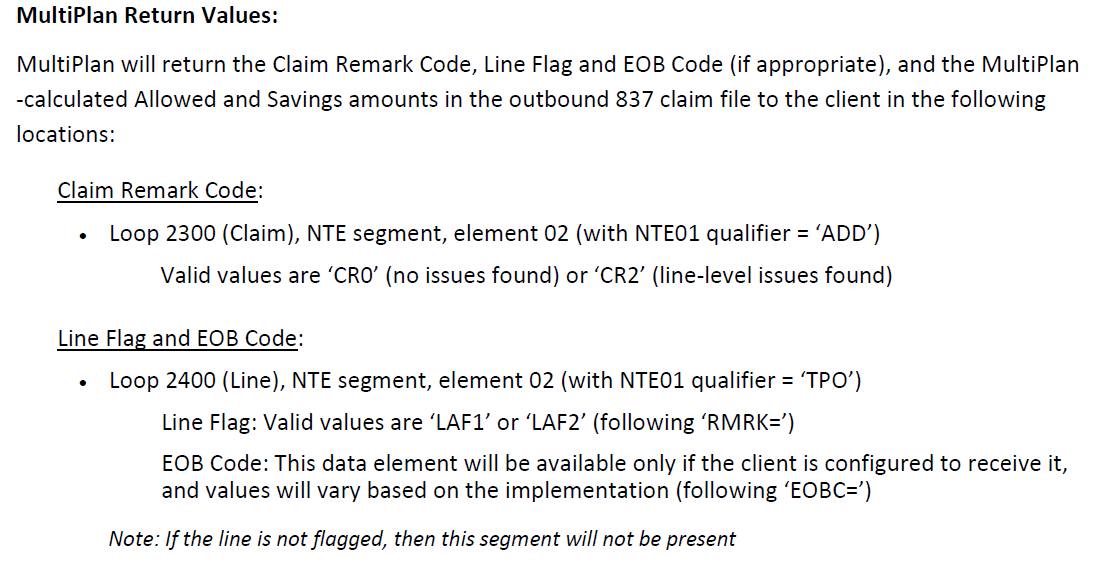 MultiPlan Return Values:
MultiPlan will return the Claim Remark Code, Line Flag and EOB Code (if appropriate), and the MultiPlan
-calculated Allowed and Savings amounts in the outbound 837 claim file to the client in the following
locations:
Claim Remark Code:
• Loop 2300 (Claim), NTE segment, element 02 (with NTE01 qualifier = ‘ADD’)
Valid values are ‘CR0’ (no issues found) or ‘CR2’ (line-level issues found)
Line Flag and EOB Code:
• Loop 2400 (Line), NTE segment, element 02 (with NTE01 qualifier = ‘TPO’)
Line Flag: Valid values are ‘LAF1’ or ‘LAF2’ (following ‘RMRK=’)
EOB Code: This data element will be available only if the client is configured to receive it,
and values will vary based on the implementation (following ‘EOBC=’)
Note: If the line is not flagged, then this segment will not be present